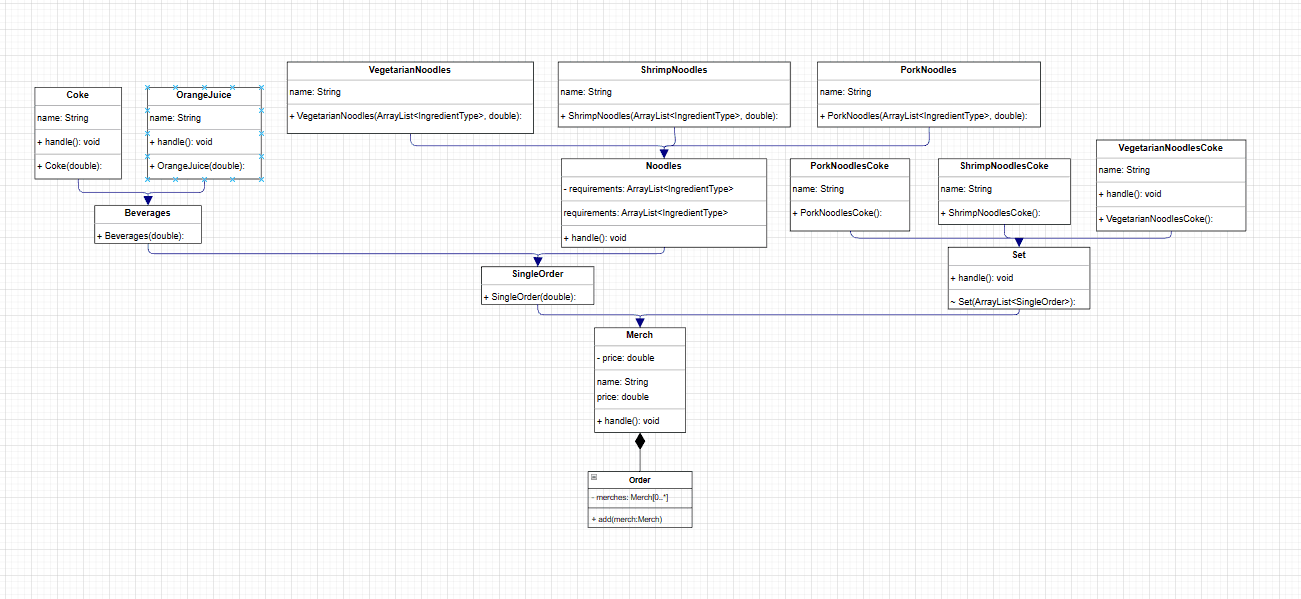 Coke
name: String
+ handle(): void
+ Coke(double):
OrangeJuice
name: String
+ handle(): void
+ OrangeJuice(double):
VegetarianNoodles
name: String
+ VegetarianNoodles(ArrayList<IngredientType>, double):
ShrimpNoodles
name: String
+ ShrimpNoodles(ArrayList<IngredientType>, double):
PorkNoodles
name: String
+ PorkNoodles(ArrayList<IngredientType>, double):
Beverages
+ Beverages(double):
Noodles
- requirements: ArrayList<IngredientType>
requirements: ArrayList<IngredientType>
+ handle(): void
PorkNoodlesCoke
name: String
+ PorkNoodlesCoke():
ShrimpNoodlesCoke
name: String
+ ShrimpNoodlesCoke():
VegetarianNoodlesCoke
name: String
+ handle(): void
+ VegetarianNoodlesCoke():
SingleOrder
+ SingleOrder(double):
Set
+ handle(): void
~ Set(ArrayList<SingleOrder>):
Merch
- price: double
name: String
price: double
+ handle(): void
Order
- merches: Merch[0..*]
+ add(merch:Merch)